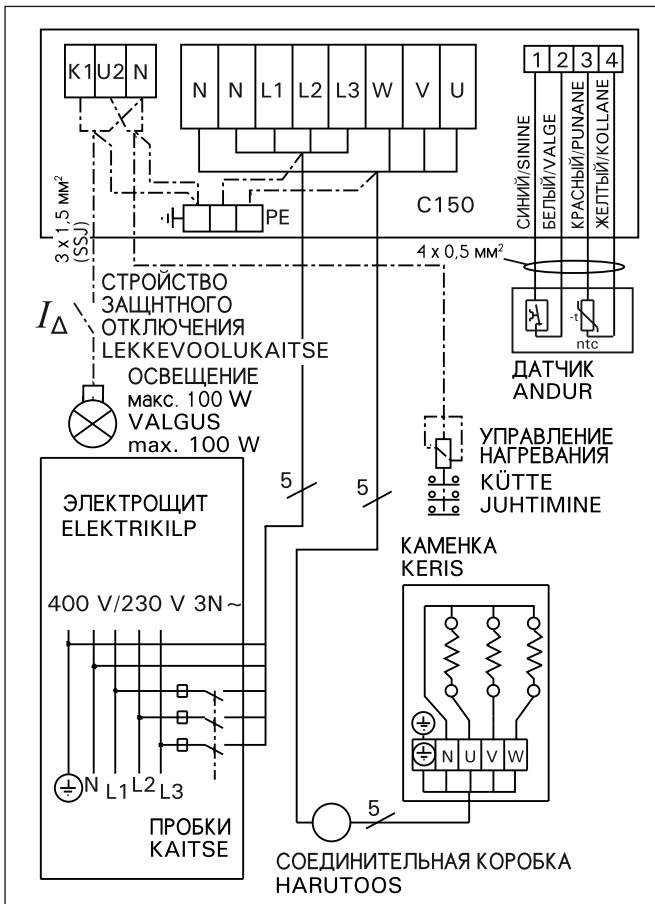 K1 U2 N
N N L1 L2 L3 W V U
1 2 3 4
СИНИЙ/SININE
БЕЛЫЙ/VALGE
КРАСНЫЙ/PUNANE
ЖЕЛТЫЙ/KOLLANE
PE
C150
3 x 1,5 мм²
(SSJ)
4 x 0,5 мм²
СТРОЙСТВО
ЗАЩНТНОГО
ОТКЛЮЧЕНИЯ
LEKKEVOOLUKAITSE
IΔ
-t
ntc
ДАТЧИК
ANDUR
ОСВЕЩЕНИЕ
макс. 100 W
VALGUS
max. 100 W
УПРАВЛЕНИЕ
НАГРЕВАНИЯ
KÜTTE
JUHTIMINE
5
5
ЭЛЕКТРОЩИТ
ELEKTRIKILP
КАМЕНКА
KERIS
400 V/230 V 3N~
N U V W
N L1 L2 L3
5
ПРОБКИ
KAITSE
СОЕДИНИТЕЛЬНАЯ КОРОБКА
HARUTOOS